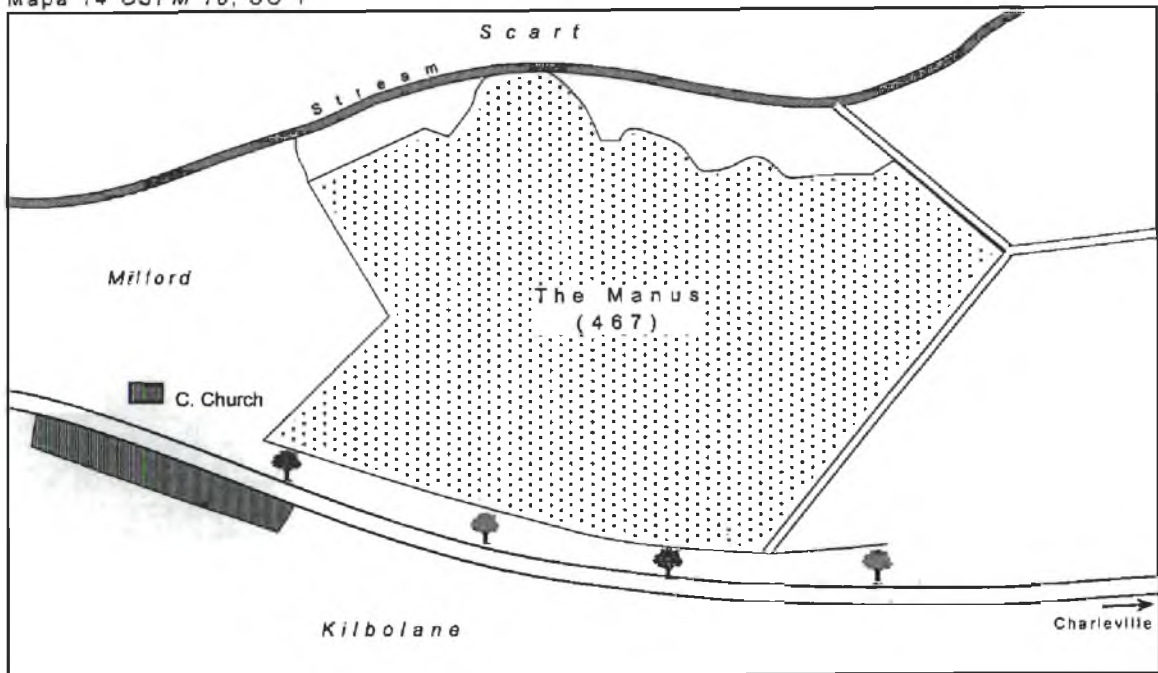 Scart
Stream
Milford
The Manus
(467)
C. Church
Kilbolane
Charleville